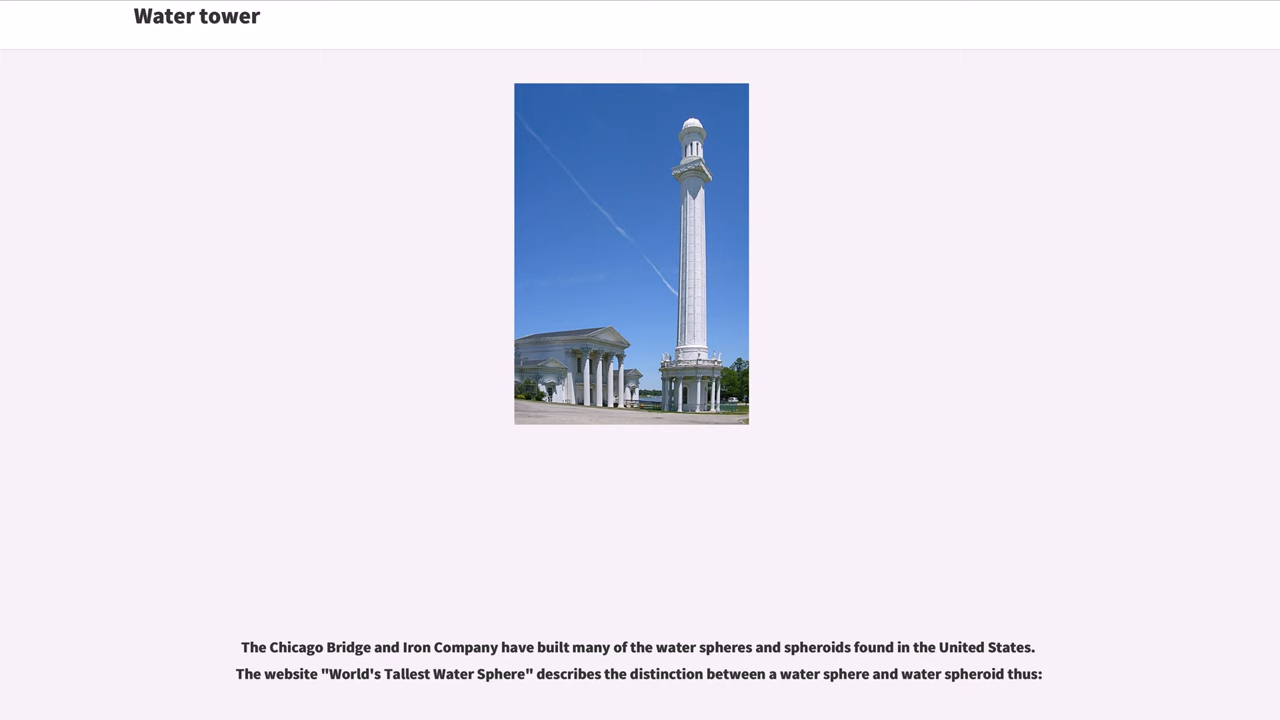 Water tower
The Chicago Bridge and Iron Company have built many of the water spheres and spheroids found in the United States.
The website "World's Tallest Water Sphere" describes the distinction between a water sphere and water spheroid thus: